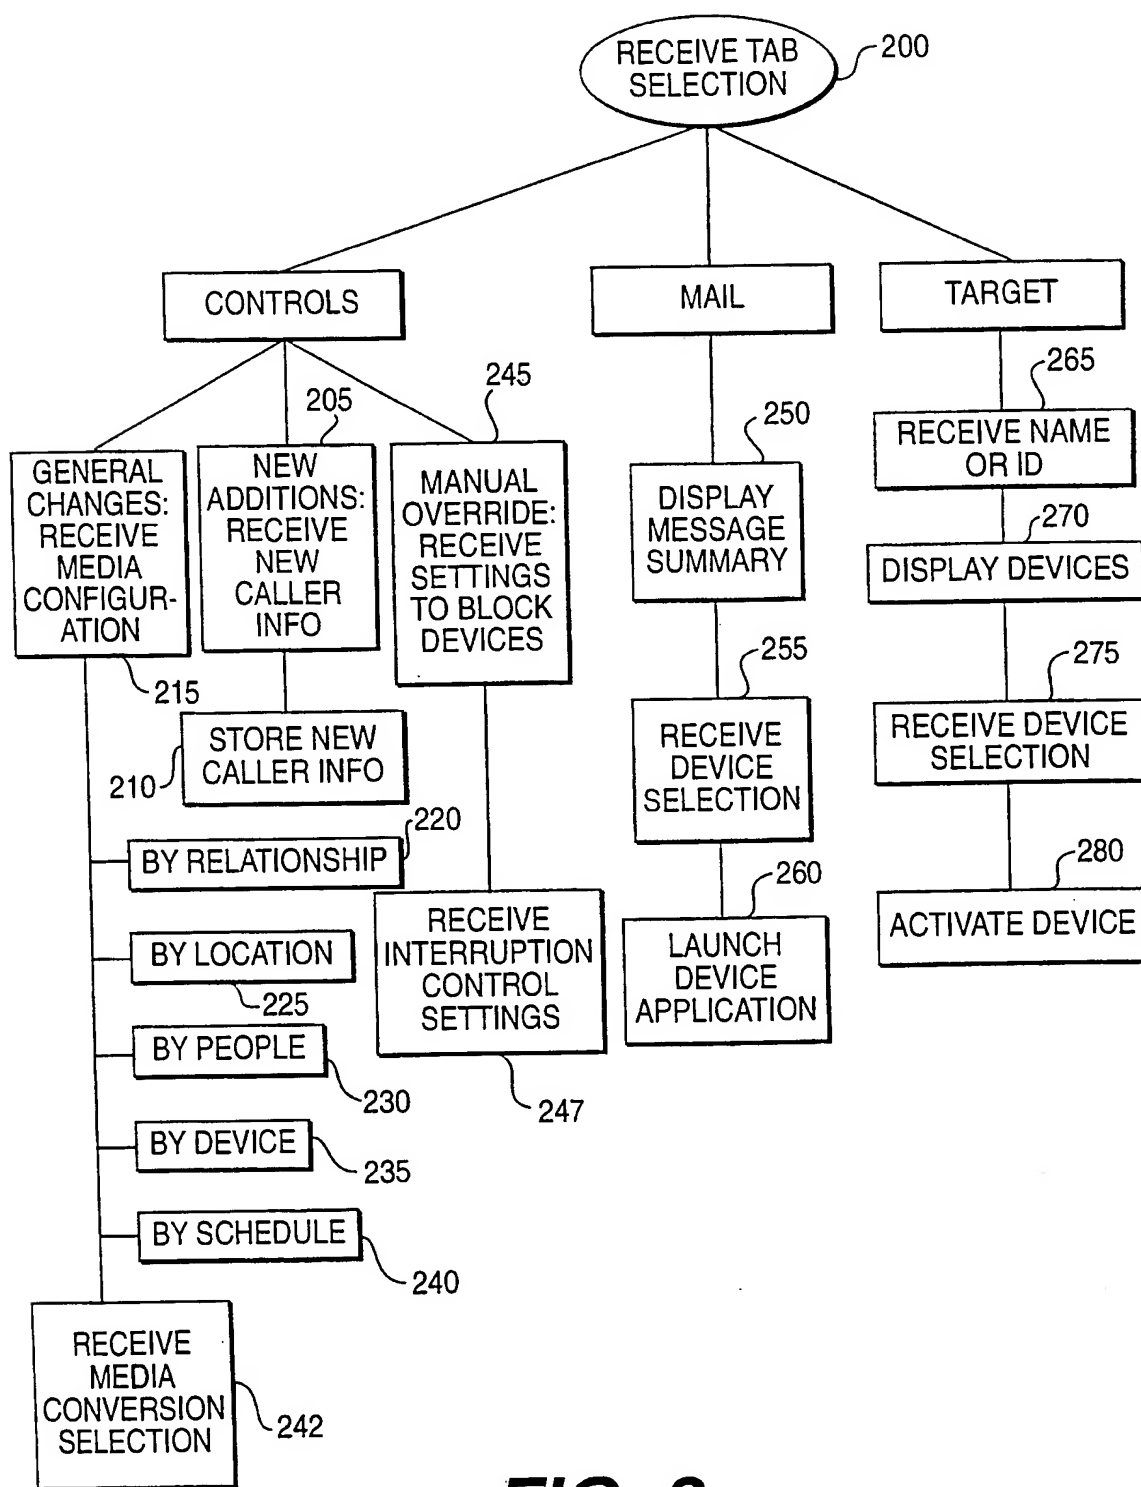 RECEIVE TAB
SELECTION
200
CONTROLS
MAIL
TARGET
GENERAL
CHANGES:
RECEIVE
MEDIA
CONFIGUR-
ATION
215
205
NEW
ADDITIONS:
RECEIVE
NEW
CALLER
INFO
210
STORE NEW
CALLER INFO
245
MANUAL
OVERRIDE:
RECEIVE
SETTINGS
TO BLOCK
DEVICES
BY RELATIONSHIP
220
BY LOCATION
225
BY PEOPLE
230
BY DEVICE
235
BY SCHEDULE
240
RECEIVE
MEDIA
CONVERSION
SELECTION
242
RECEIVE
INTERRUPTION
CONTROL
SETTINGS
247
250
DISPLAY
MESSAGE
SUMMARY
255
RECEIVE
DEVICE
SELECTION
260
LAUNCH
DEVICE
APPLICATION
265
RECEIVE NAME
OR ID
270
DISPLAY DEVICES
275
RECEIVE DEVICE
SELECTION
280
ACTIVATE DEVICE
FIG.